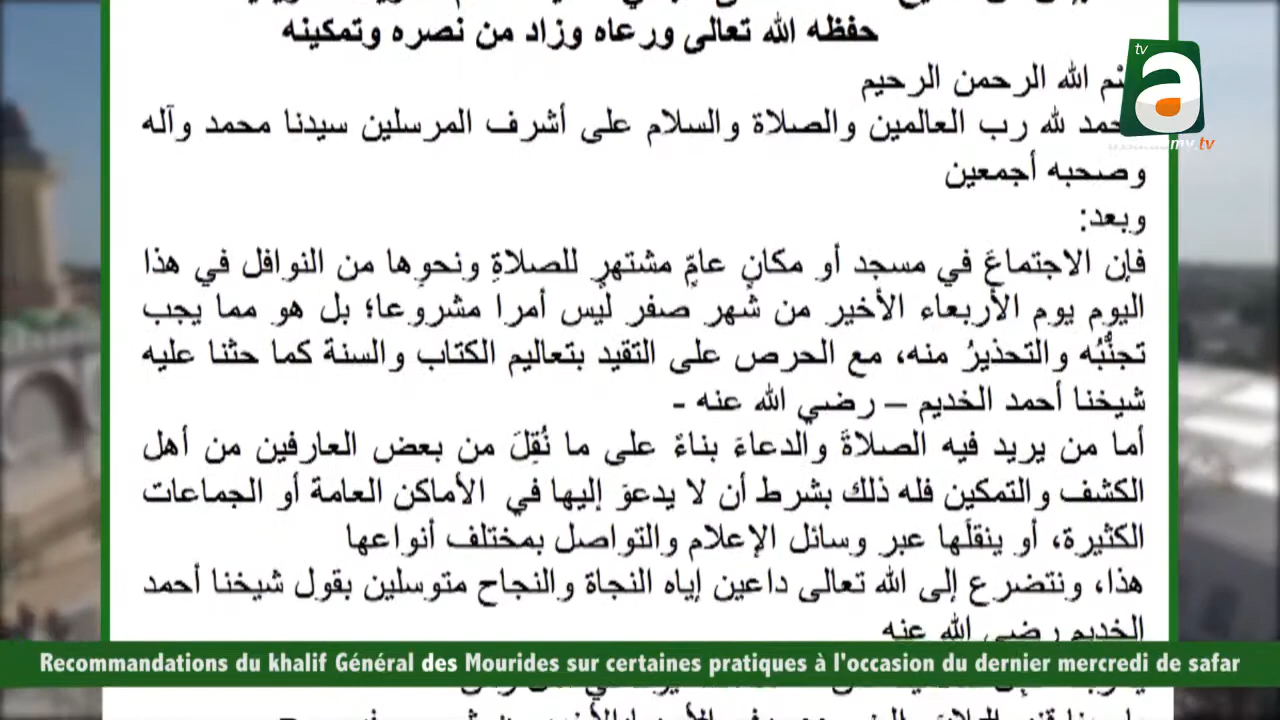 حفظه الله تعالى ورعاه وزاد من نصره وتمكينه
tv
a
الله الرحمن الرحيم
لله رب العالمين والصلاة والسلام على أشرف المرسلين سيدنا محمد وآله
.tv
وصحبه أجمعين
وبعد:
فإن الاجتماعَ في مسجد أو مكانٍ عامٍّ مشتهرٍ للصلاةِ ونحوِها من النوافل في هذا
اليوم يوم الأربعاء الأخير من شهر صفر ليس أمرا مشروعا؛ بل هو مما يجب
تجنُّبُه والتحذيرُ منه، مع الحرص على التقيد بتعاليم الكتاب والسنة كما حثنا عليه
شيخنا أحمد الخديم – رضي الله عنه -
أما من يريد فيه الصلاةَ والدعاءَ بناءً على ما نُقِلَ من بعض العارفين من أهل
الكشف والتمكين فله ذلك بشرط أن لا يدعوَ إليها في الأماكن العامة أو الجماعات
الكثيرة، أو ينقلَها عبر وسائل الإعلام والتواصل بمختلف أنواعها
هذا، ونتضرع إلى الله تعالى داعين إياه النجاة والنجاح متوسلين بقول شيخنا أحمد
الخديم رضي الله عنه
Recommandations du khalif Général des Mourides sur certaines pratiques à l'occasion du dernier mercredi de safar